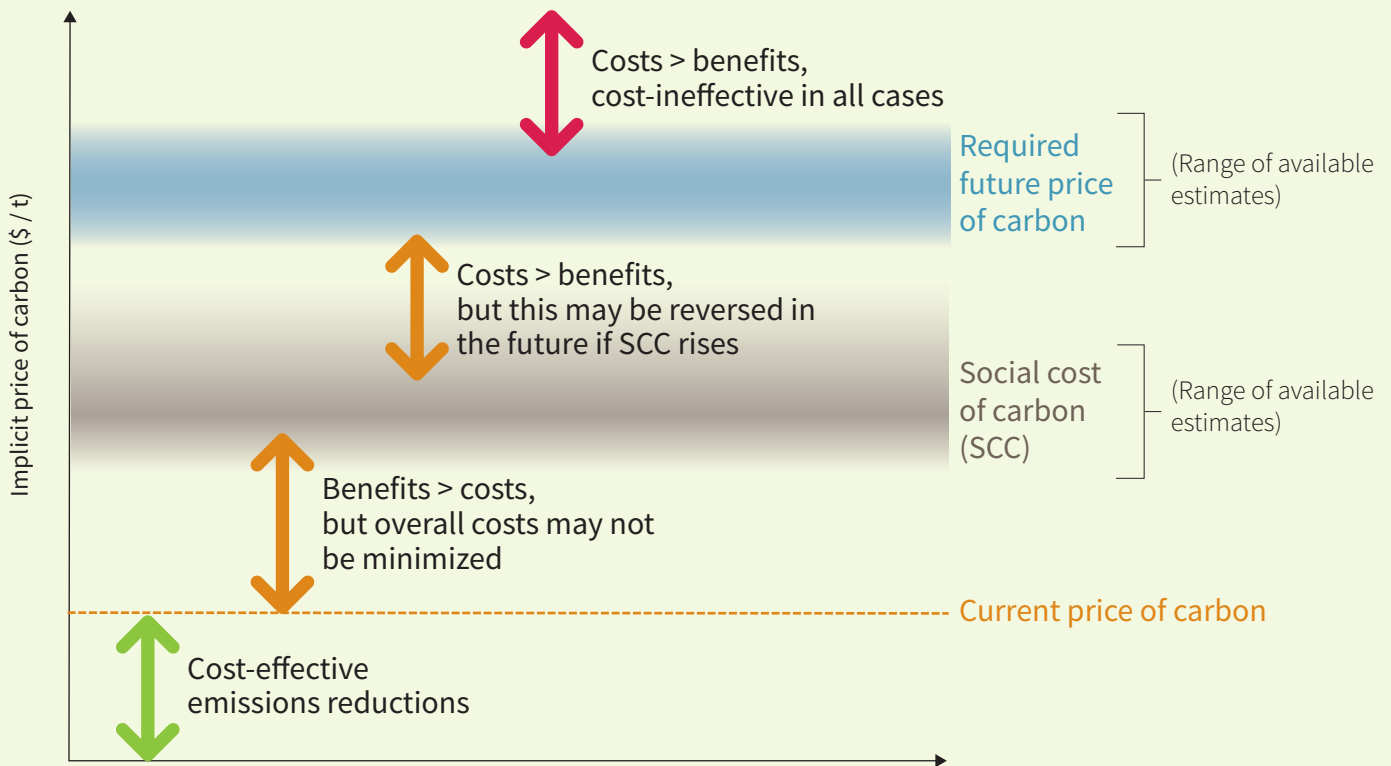 Implicit price of carbon ($ / t)
Costs > benefits,
cost-ineffective in all cases
Required
future price
of carbon
(Range of available
estimates)
Costs > benefits,
but this may be reversed in
the future if SCC rises
Social cost
of carbon
(SCC)
(Range of available
estimates)
Benefits > costs,
but overall costs may not
be minimized
Current price of carbon
Cost-effective
emissions reductions